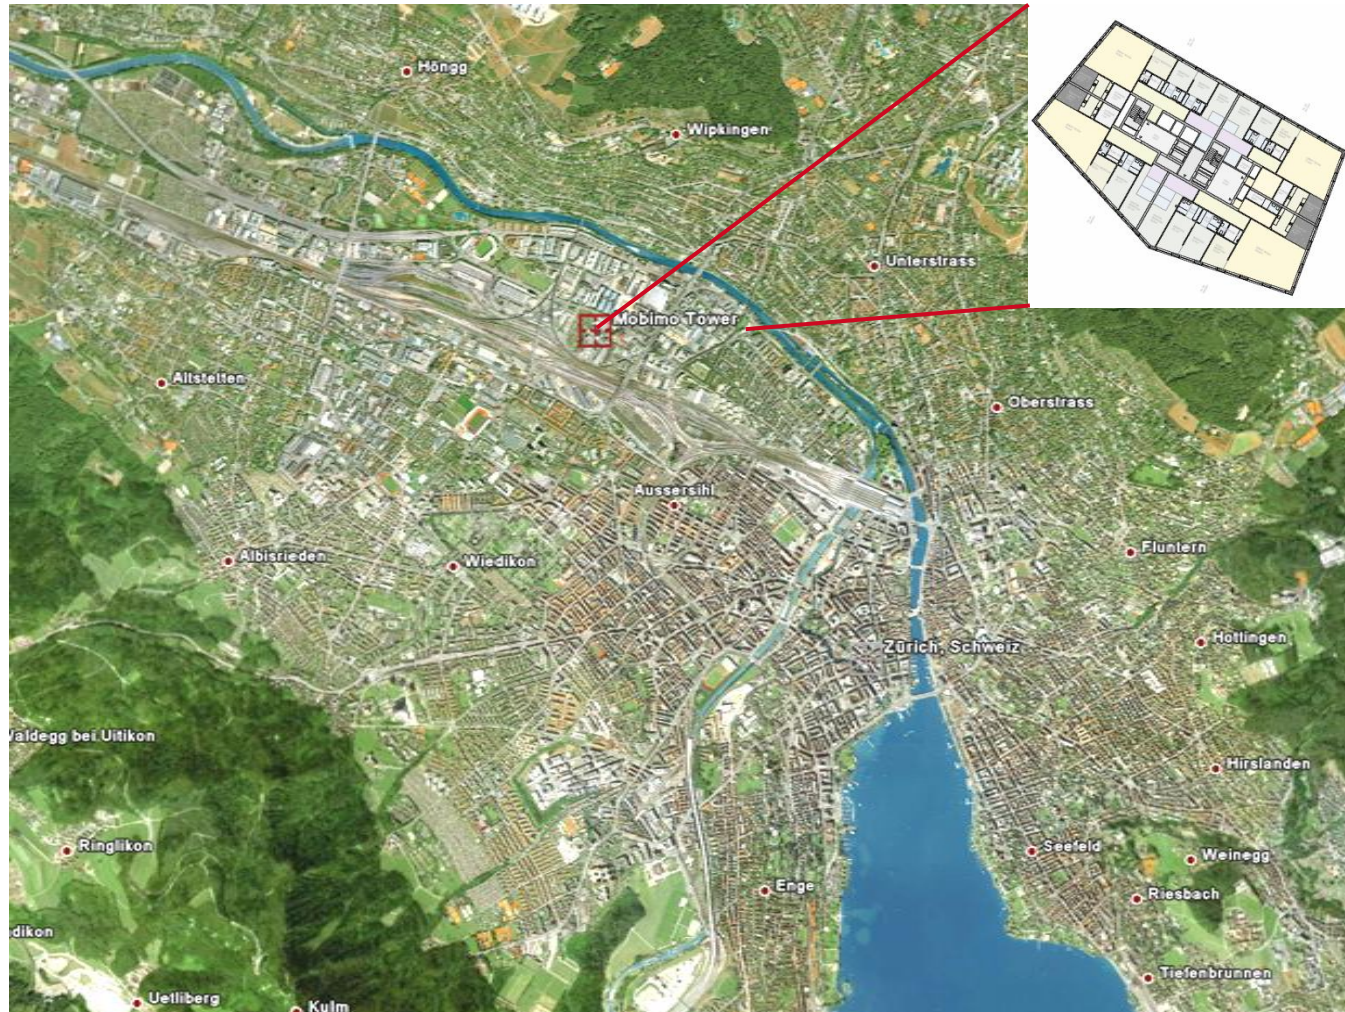 Höngg
Wipkingen
Unterstrass
Mobimo Tower
Altstetten
Oberstrass
Aussersihl
Albisrieden
Wiedikon
Fluntern
Hottingen
Zürich, Schweiz
Waldegg bei Uitikon
Hirslanden
Ringlikon
Seefeld
Weinegg
Enge
Riesbach
dikon
Tiefenbrunnen
Uetliberg
Kulm